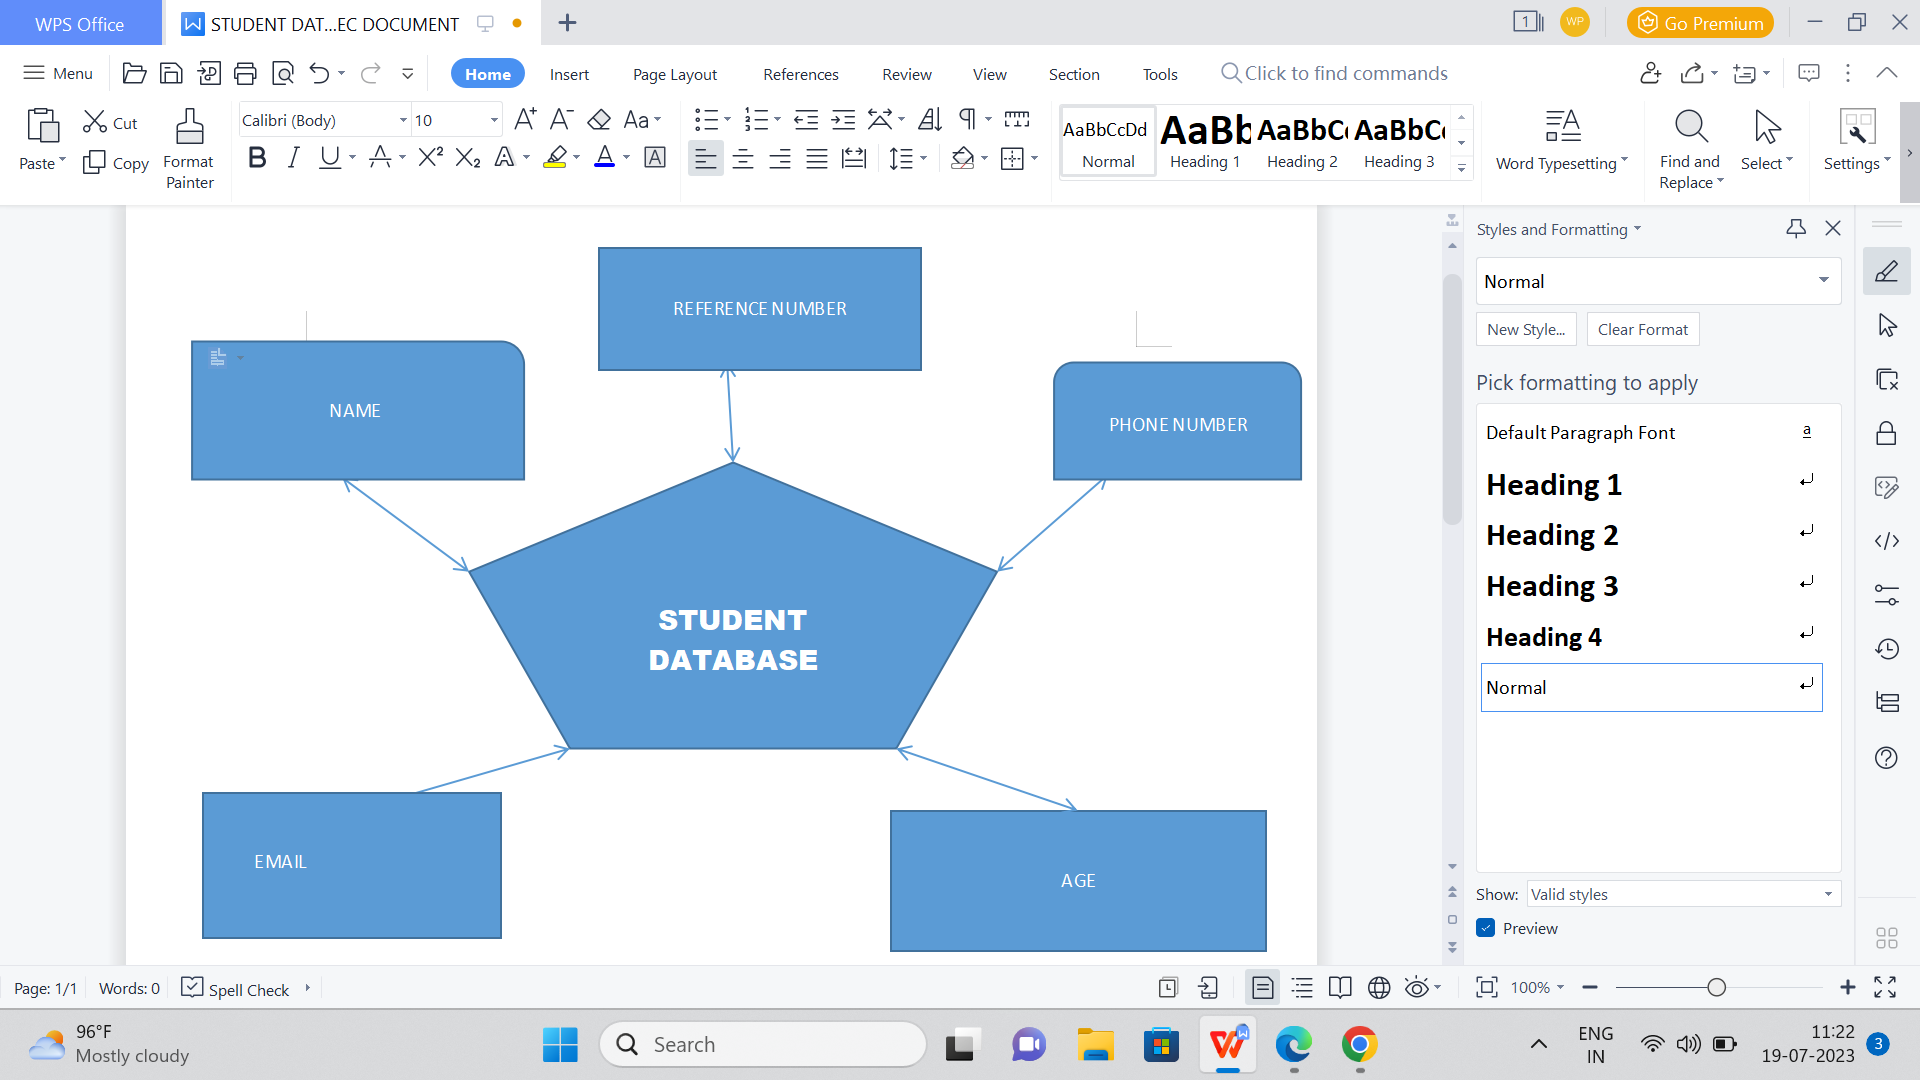 WPS Office
STUDENT DAT...EC DOCUMENT
1
WP
Go Premium
Menu
Home
Insert
Page Layout
References
Review
View
Section
Tools
Click to find commands
Paste
Cut
Copy
Format
Painter
Calibri (Body)
10
AaBbCcDd
Normal
AaBb
Heading 1
AaBbC
Heading 2
AaBbC
Heading 3
Word Typesetting
Find and
Replace
Select
Settings
REFERENCE NUMBER
NAME
PHONE NUMBER
STUDENT
DATABASE
EMAIL
AGE
Styles and Formatting
Normal
New Style...
Clear Format
Pick formatting to apply
Default Paragraph Font
a
Heading 1
Heading 2
Heading 3
Heading 4
Normal
Show:
Valid styles
Preview
Page: 1/1
Words: 0
Spell Check
100%
96°F
Mostly cloudy
Search
ENG
IN
11:22
19-07-2023
3